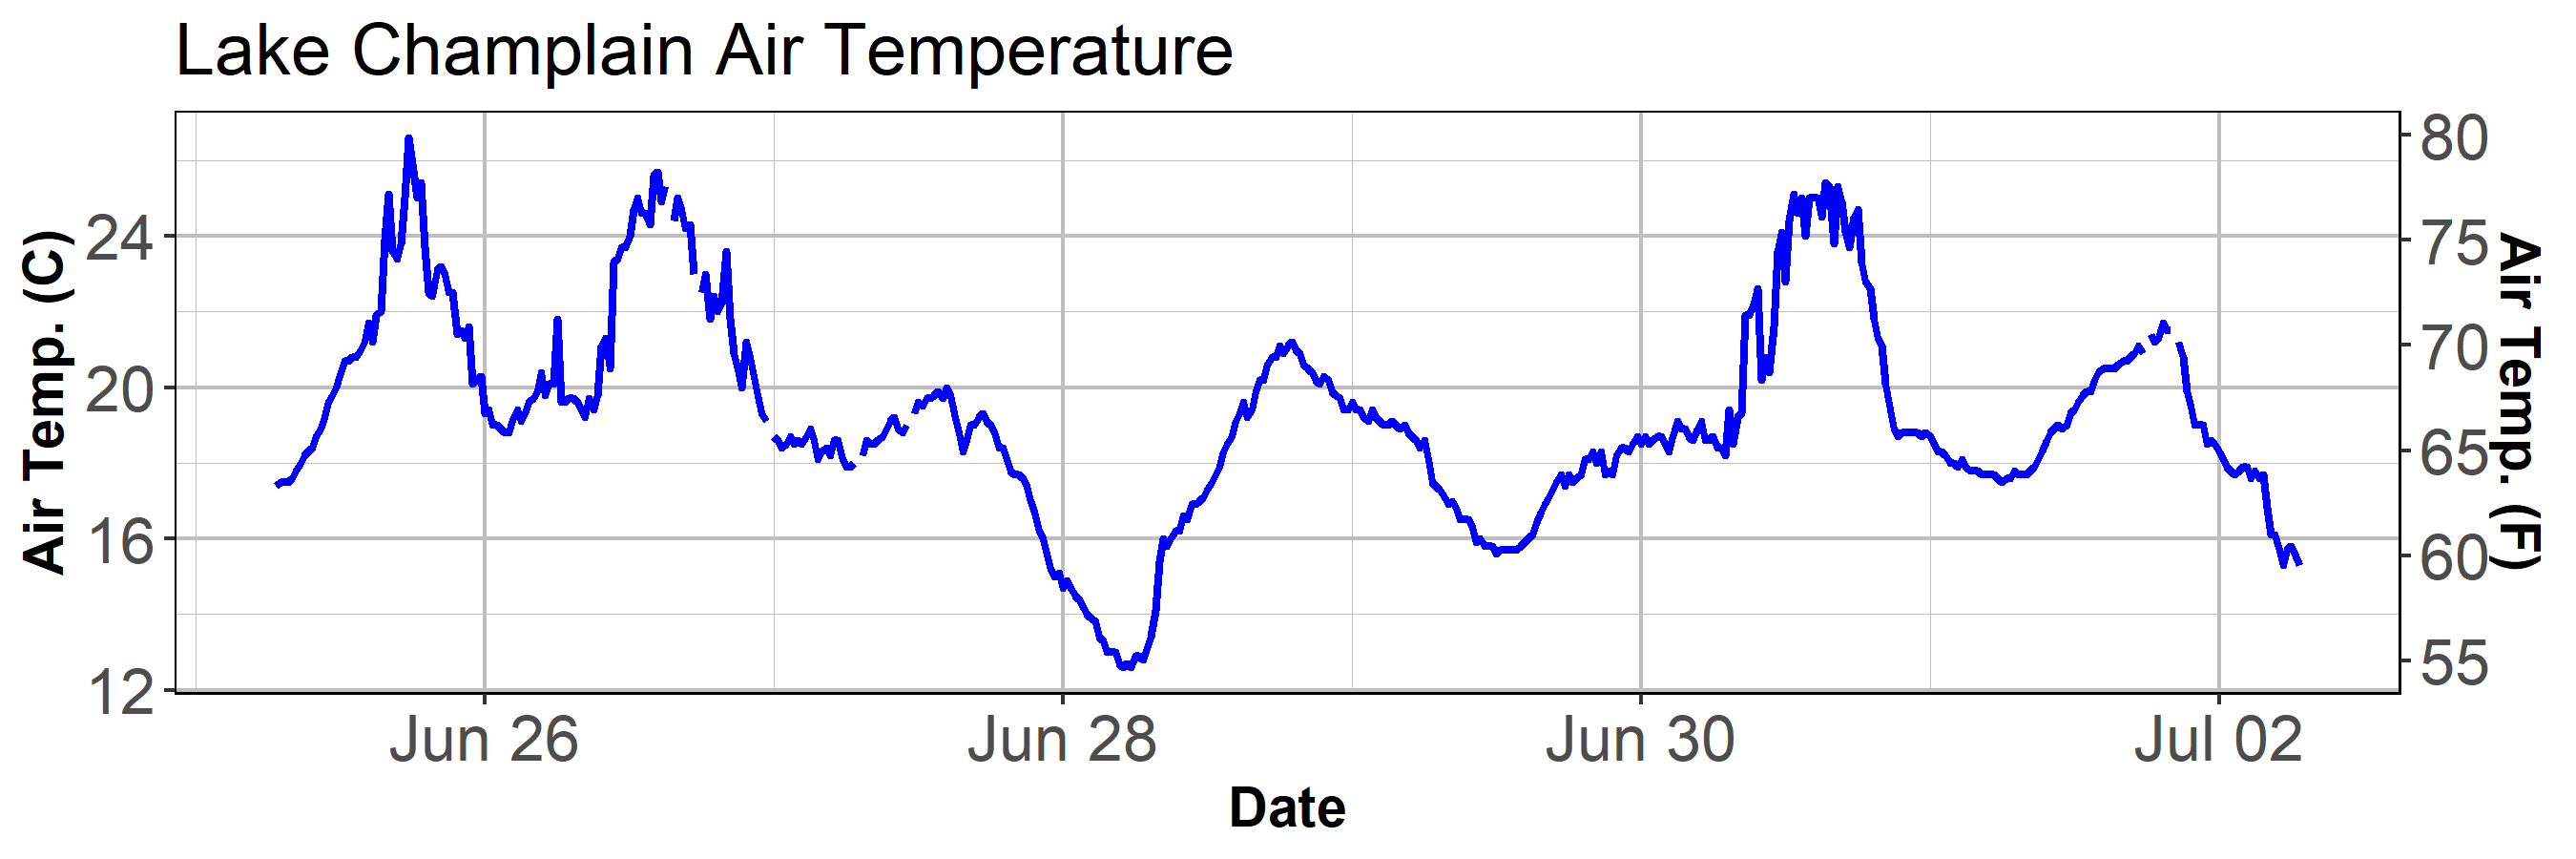 Lake Champlain Air Temperature
Air Temp. (C)
24
20
16
12
80
75
70
65
60
55
Air Temp. (F)
Jun 26
Jun 28
Jun 30
Jul 02
Date